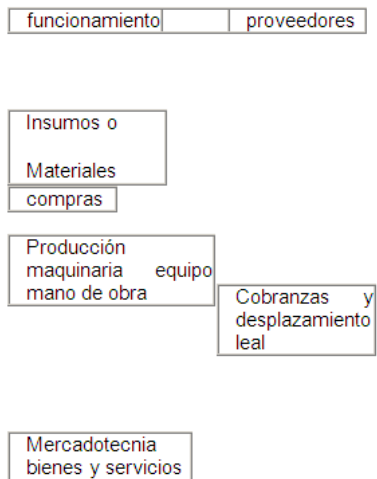 funcionamiento proveedores
Insumos o
Materiales
compras
Producción
maquinaria equipo
mano de obra
Cobranzas y
desplazamiento
leal
Mercadotecnia
bienes y servicios